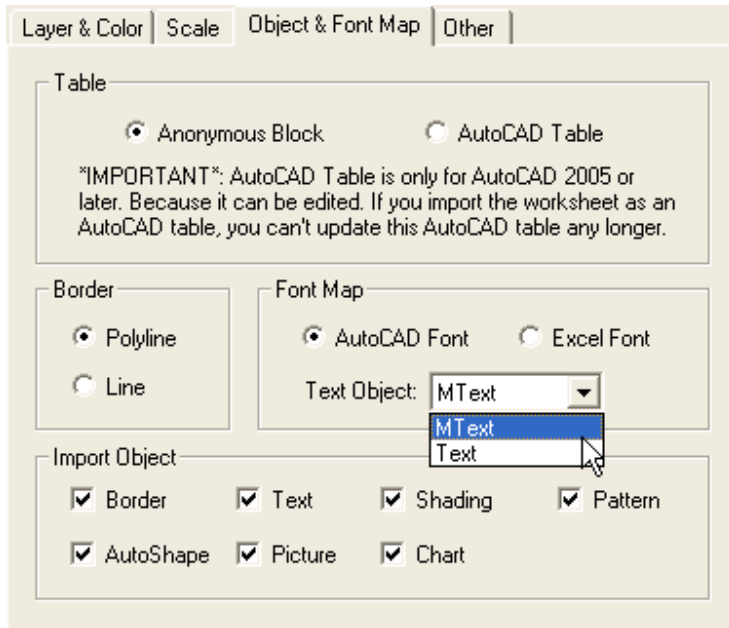 Layer & Color Scale Object & Font Map Other
Table
Anonymous Block AutoCAD Table
*IMPORTANT*: AutoCAD Table is only for AutoCAD 2005 or
later. Because it can be edited. If you import the worksheet as an
AutoCAD table, you can't update this AutoCAD table any longer.
Border
Polyline
Line
Font Map
AutoCAD Font Excel Font
Text Object: MText
MText
Text
Import Object
Border Text Shading Pattern
AutoShape Picture Chart